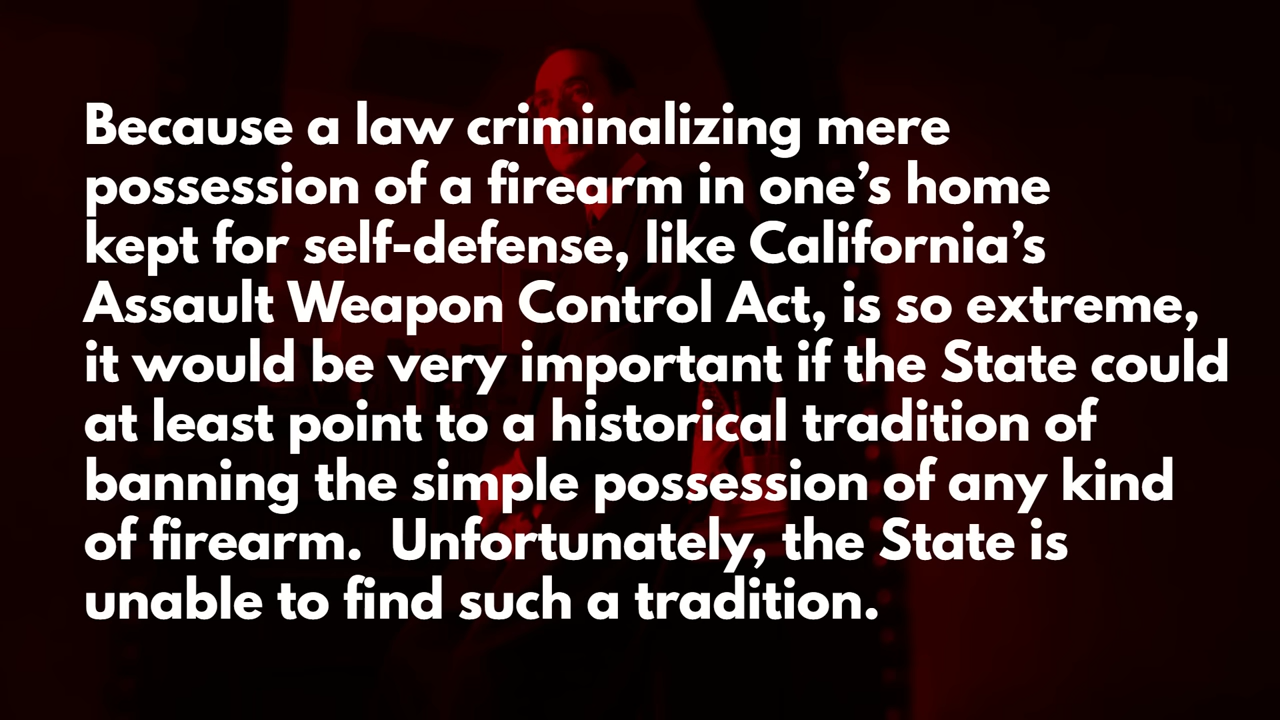 Because a law criminalizing mere
possession of a firearm in one’s home
kept for self-defense, like California’s
Assault Weapon Control Act, is so extreme,
it would be very important if the State could
at least point to a historical tradition of
banning the simple possession of any kind
of firearm.  Unfortunately, the State is
unable to find such a tradition.